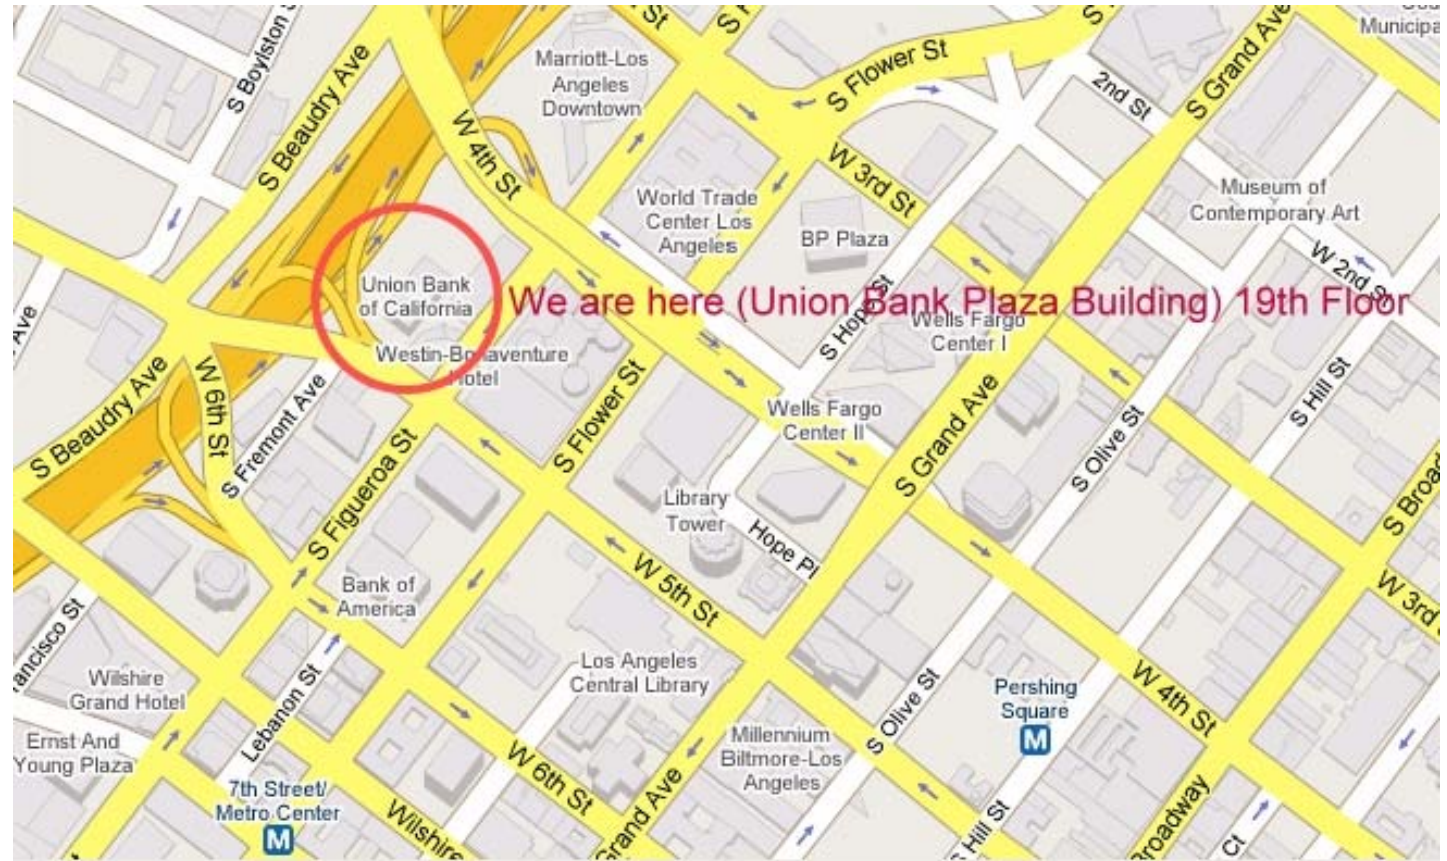 S Boylston S
S Beaudry Ave
Marriott-Los
Angeles
Downtown
St
S Flower St
S Grand Ave
Municipa
2nd St
W 4th St
W 3rd St
World Trade
Center Los
Angeles
BP Plaza
Museum of
Contemporary Art
W 2nd St
Union Bank
of California
We are here (Union Bank Plaza Building) 19th Floor
Ave
S Hope St
Wells Fargo
Center I
Westin-Bonaventure
Hotel
S Beaudry Ave
W 6th St
S Fremont Ave
S Figueroa St
S Flower St
Wells Fargo
Center II
S Grand Ave
S Olive St
S Hill St
S Broad
Library
Tower
Hope Pl
W 5th St
W 3rd
Bank of
America
ancisco St
Wilshire
Grand Hotel
Los Angeles
Central Library
Lebanon St
Ernst And
Young Plaza
7th Street/
Metro Center
M
Wilshire
W 6th St
Grand Ave
Millennium
Biltmore-Los
Angeles
S Olive St
Pershing
Square
M
W 4th St
S Hill St
Broadway
Ct